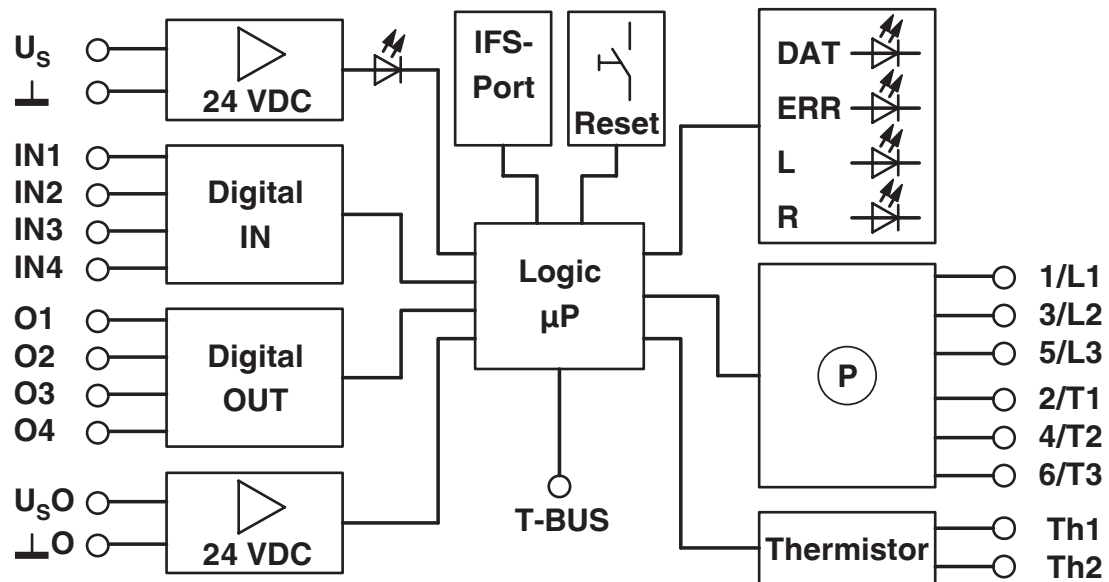 U_S
⊥
24 VDC
IN1
IN2
IN3
IN4
Digital
IN
O1
O2
O3
O4
Digital
OUT
U_SO
⊥O
24 VDC
IFS-
Port
Reset
Logic
µP
T-BUS
DAT
ERR
L
R
P
1/L1
3/L2
5/L3
2/T1
4/T2
6/T3
Thermistor
Th1
Th2